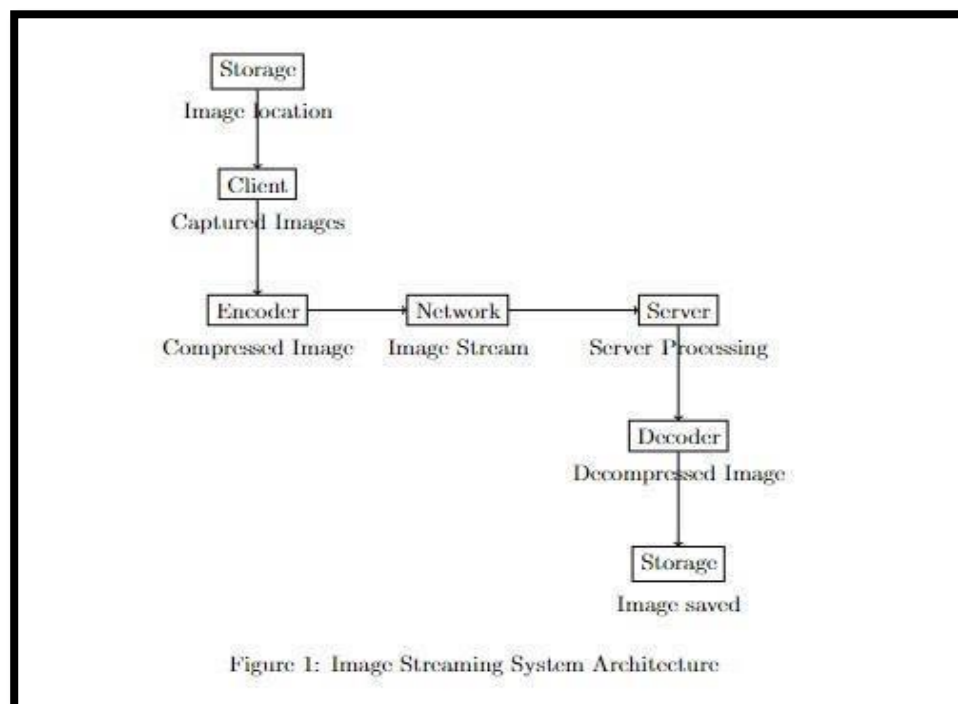 Storage
Image location
Client
Captured Images
Encoder
Network
Server
Compressed Image
Image Stream
Server Processing
Decoder
Decompressed Image
Storage
Image saved
Figure 1: Image Streaming System Architecture